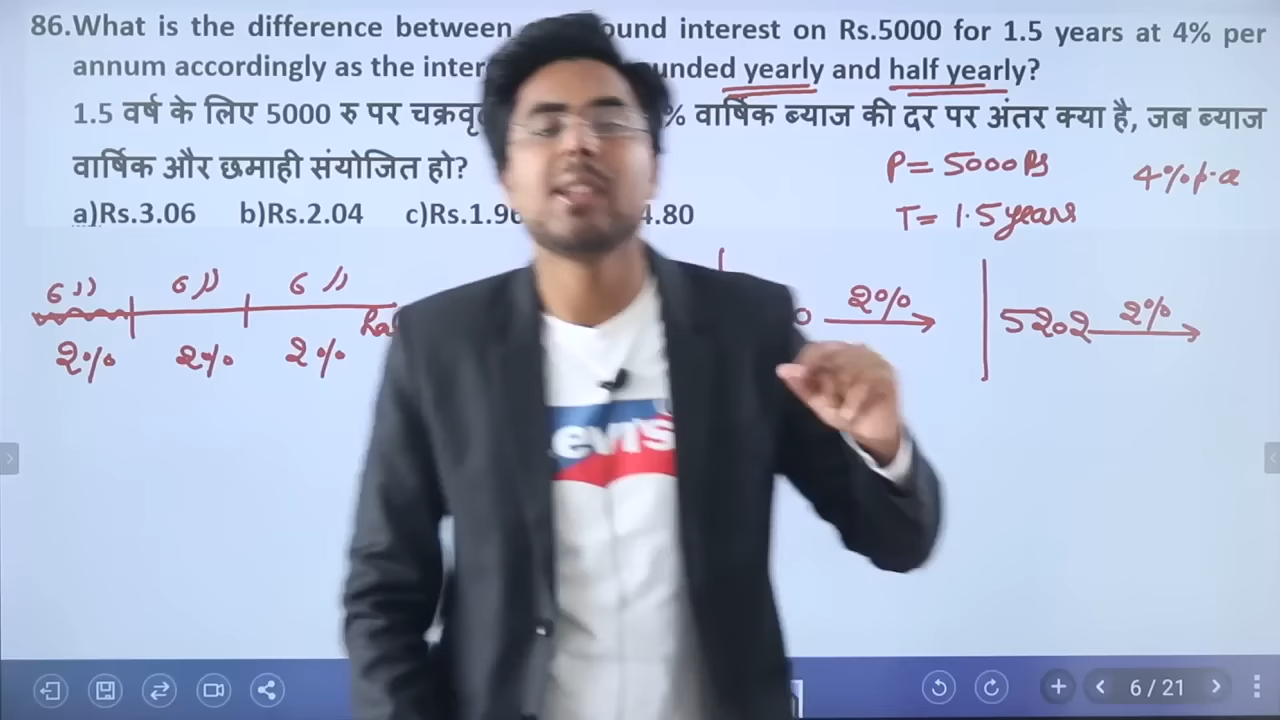 86.What is the difference between ound interest on Rs.5000 for 1.5 years at 4% per
annum accordingly as the inter unded yearly and half yearly?
1.5 वर्ष के लिए 5000 रु पर चक्रवृ % वार्षिक ब्याज की दर पर अंतर क्या है, जब ब्याज
वार्षिक और छमाही संयोजित हो?
P = 5000 Rs 4% p.a
T = 1.5 years
a)Rs.3.06 b)Rs.2.04 c)Rs.1.96 4.80
6 )) 6 )) 6 ))
2% 2% 2% ha
0 2% 5202 2%
evi's
6 / 21